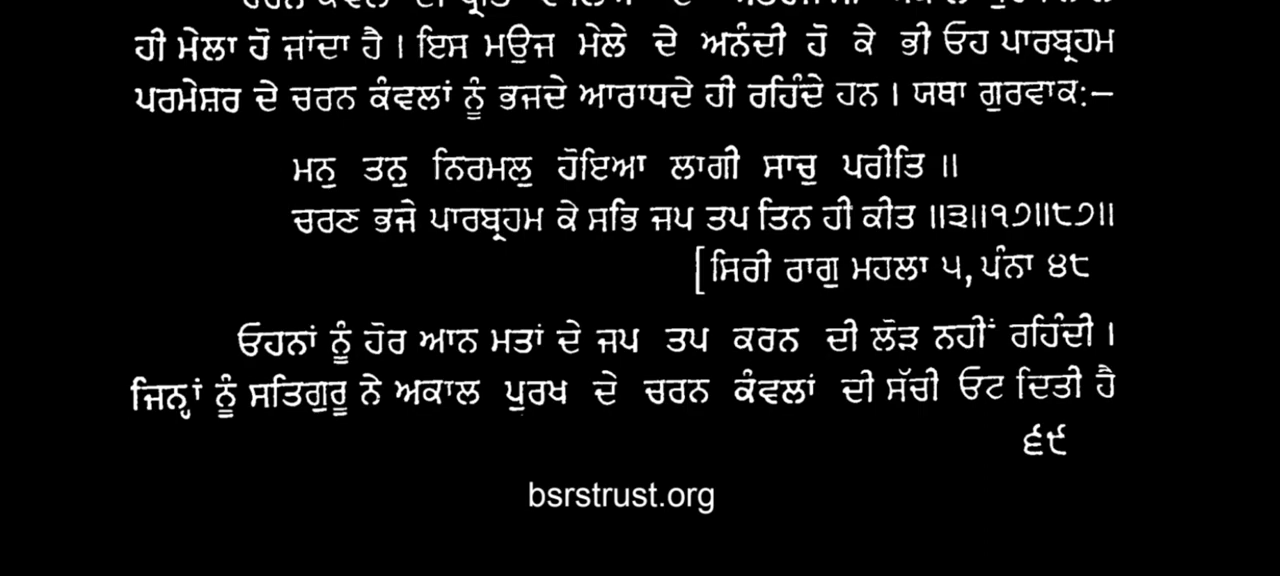 ਹੀ ਮੇਲਾ ਹੋ ਜਾਂਦਾ ਹੈ । ਇਸ ਮਉਜ ਮੇਲੇ ਦੇ ਅਨੰਦੀ ਹੋ ਕੇ ਭੀ ਓਹ ਪਾਰਬ੍ਰਹਮ
ਪਰਮੇਸ਼ਰ ਦੇ ਚਰਨ ਕੰਵਲਾਂ ਨੂੰ ਭਜਦੇ ਆਰਾਧਦੇ ਹੀ ਰਹਿੰਦੇ ਹਨ । ਯਥਾ ਗੁਰਵਾਕ:–
ਮਨੁ ਤਨੁ ਨਿਰਮਲੁ ਹੋਇਆ ਲਾਗੀ ਸਾਚੁ ਪਰੀਤਿ ॥
ਚਰਣ ਭਜੇ ਪਾਰਬ੍ਰਹਮ ਕੇ ਸਭਿ ਜਪ ਤਪ ਤਿਨ ਹੀ ਕੀਤ ॥੩॥੧੭॥੮੭॥
[ਸਿਰੀ ਰਾਗੁ ਮਹਲਾ ੫, ਪੰਨਾ ੪੮
ਓਹਨਾਂ ਨੂੰ ਹੋਰ ਆਨ ਮਤਾਂ ਦੇ ਜਪ ਤਪ ਕਰਨ ਦੀ ਲੋੜ ਨਹੀਂ ਰਹਿੰਦੀ ।
ਜਿਨ੍ਹਾਂ ਨੂੰ ਸਤਿਗੁਰੂ ਨੇ ਅਕਾਲ ਪੁਰਖ ਦੇ ਚਰਨ ਕੰਵਲਾਂ ਦੀ ਸੱਚੀ ਓਟ ਦਿਤੀ ਹੈ
੬੯
bsrstrust.org